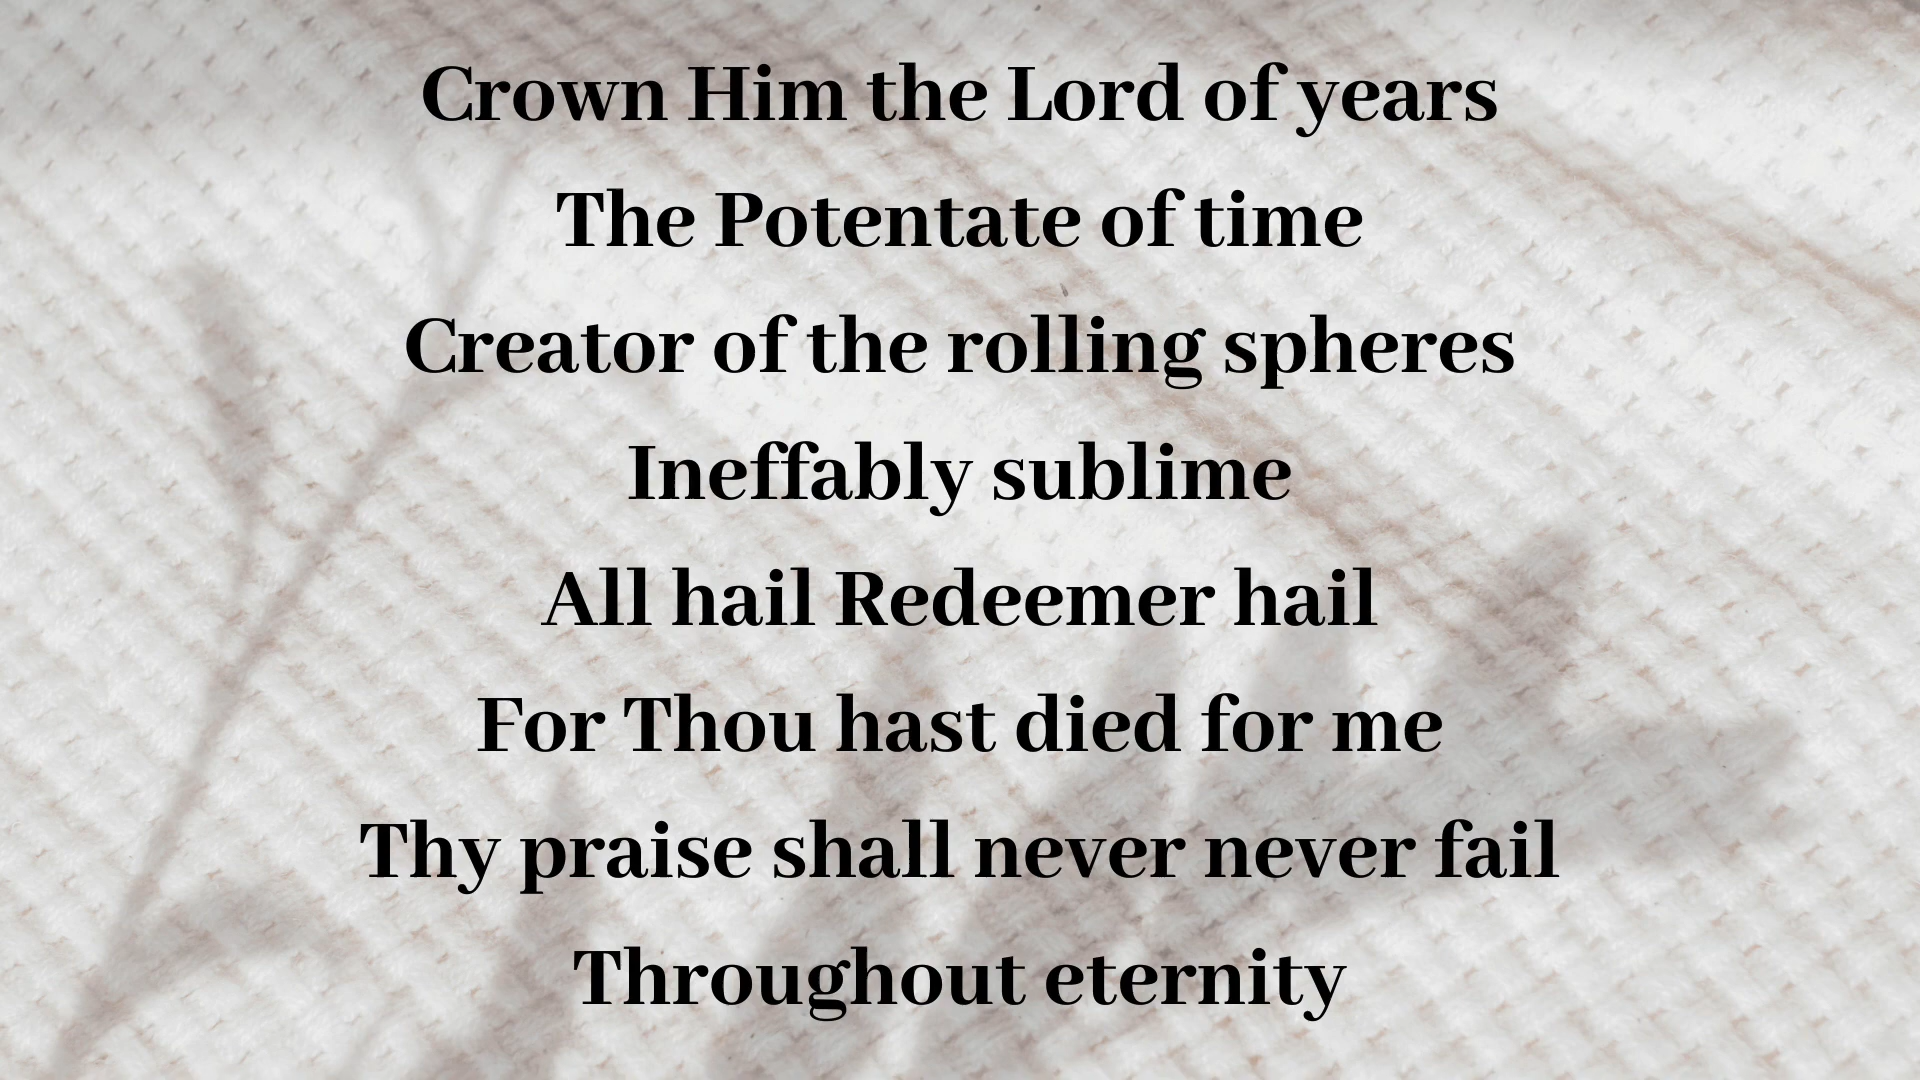 Crown Him the Lord of years
The Potentate of time
Creator of the rolling spheres
Ineffably sublime
All hail Redeemer hail
For Thou hast died for me
Thy praise shall never never fail
Throughout eternity